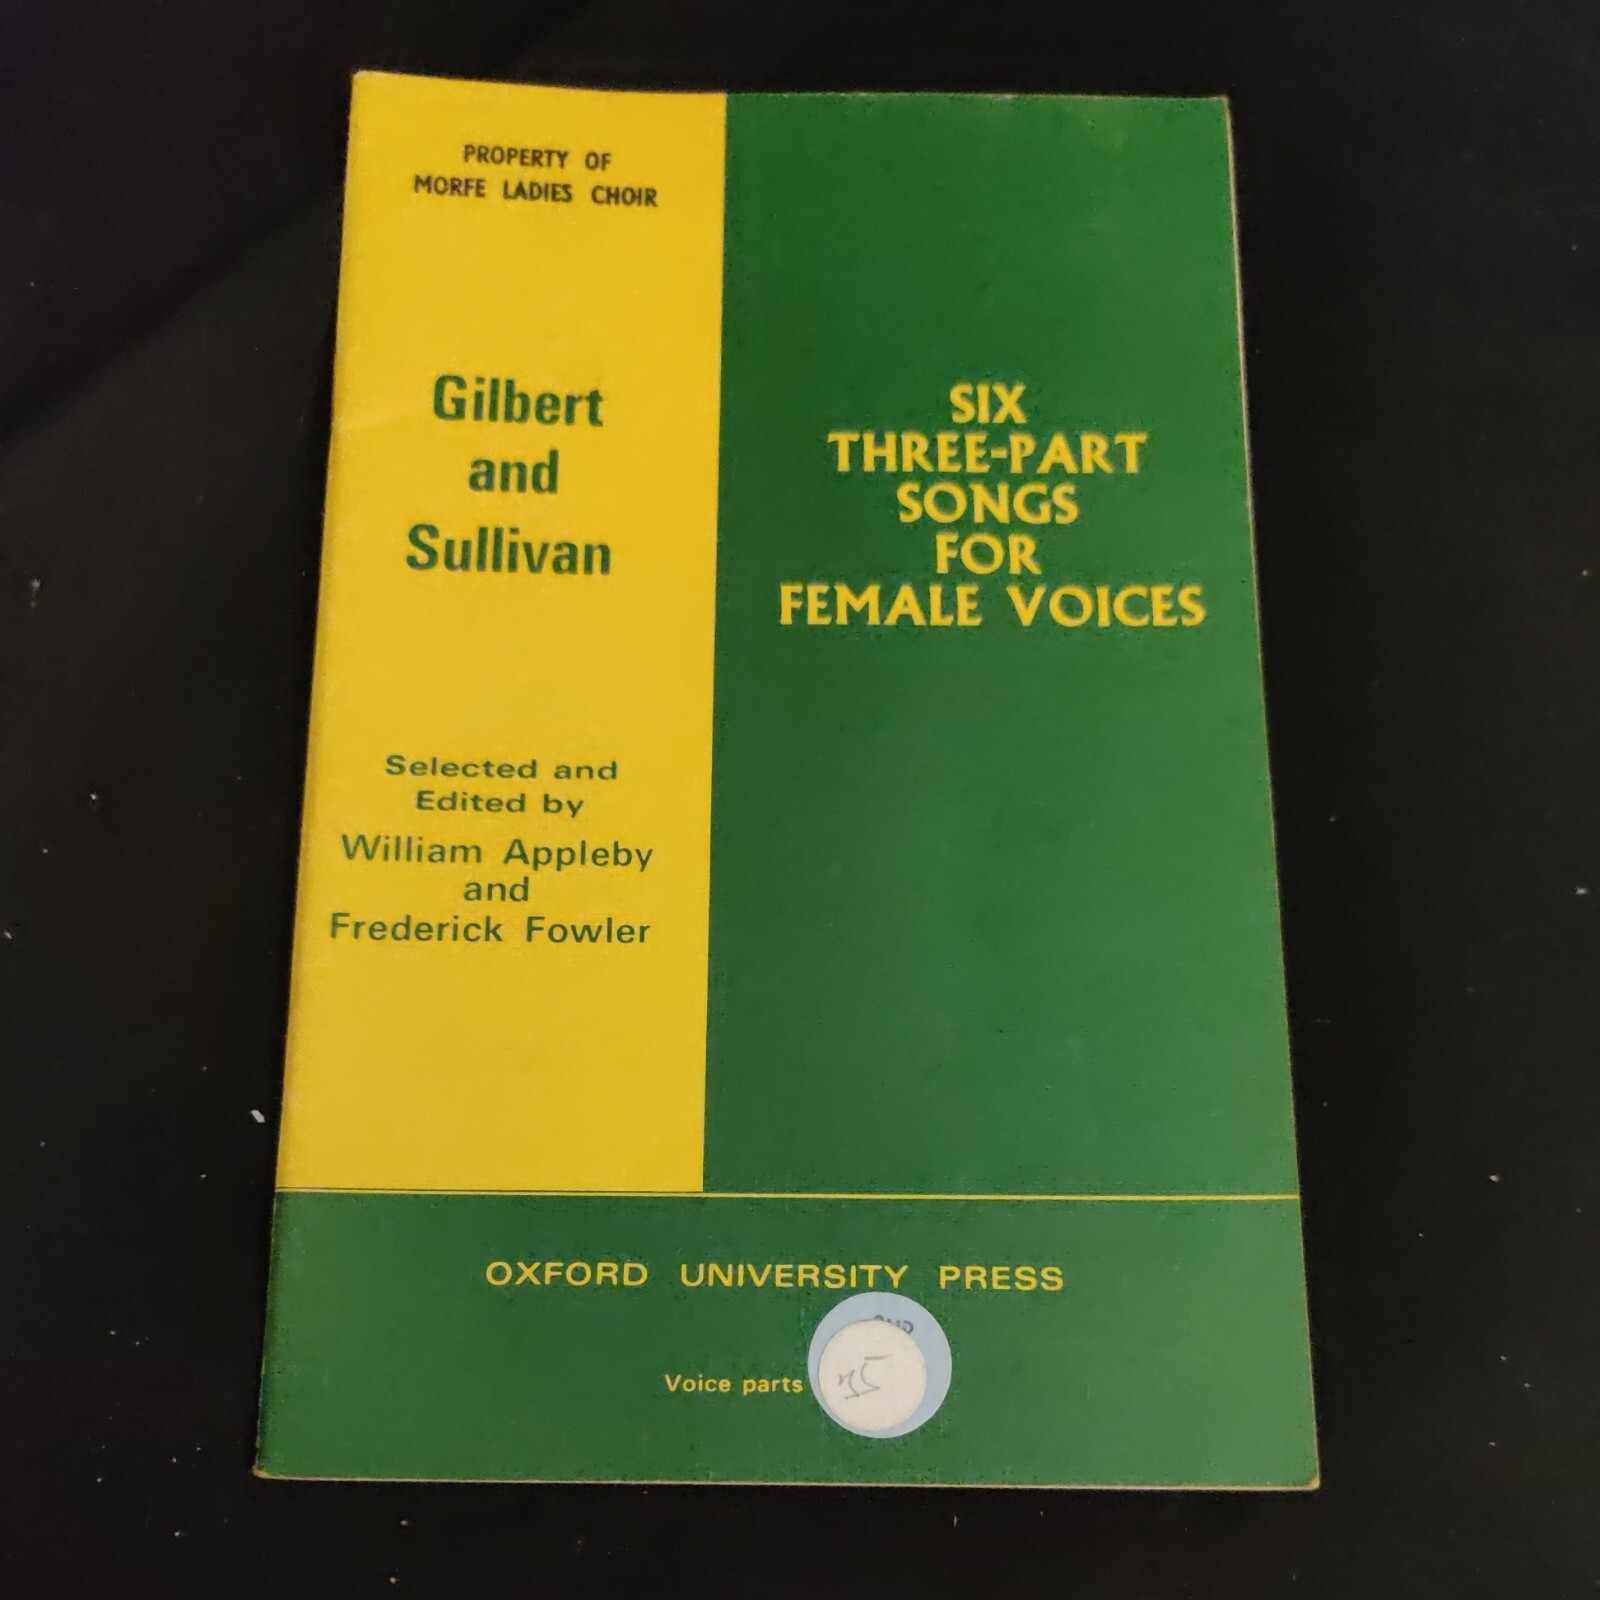 PROPERTY OF
MORFE LADIES CHOIR
Gilbert
and
Sullivan
Selected and
Edited by
William Appleby
and
Frederick Fowler
SIX
THREE-PART
SONGS
FOR
FEMALE VOICES
OXFORD UNIVERSITY PRESS
Voice parts